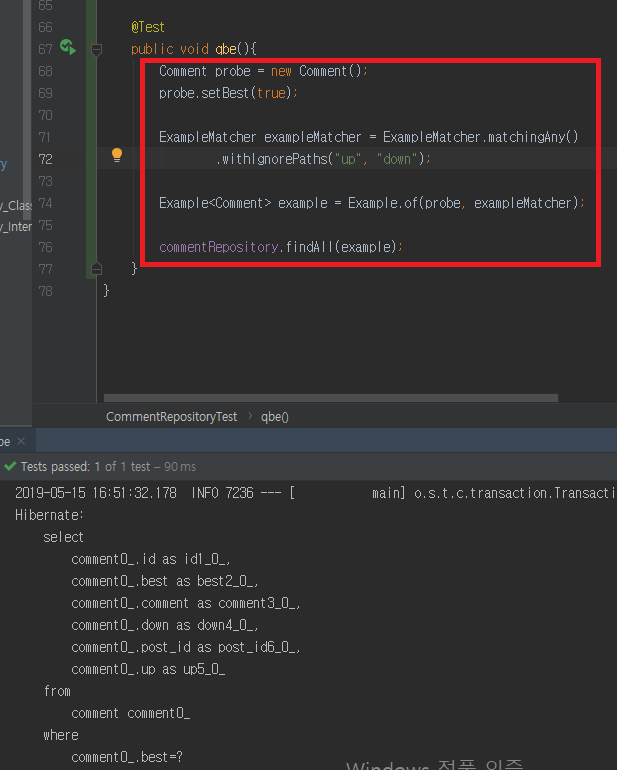 65
66 @Test
67 public void qbe(){
68 Comment probe = new Comment();
69 probe.setBest(true);
70
71 ExampleMatcher exampleMatcher = ExampleMatcher.matchingAny()
72 .withIgnorePaths("up", "down");
73
74 Example<Comment> example = Example.of(probe, exampleMatcher);
75
76 commentRepository.findAll(example);
77 }
78 }
ry
y_Clas
y_Inter
CommentRepositoryTest › qbe()
be ×
Tests passed: 1 of 1 test – 90 ms
2019-05-15 16:51:32.178 INFO 7236 --- [ main] o.s.t.c.transaction.Transacti
Hibernate:
select
comment0_.id as id1_0_,
comment0_.best as best2_0_,
comment0_.comment as comment3_0_,
comment0_.down as down4_0_,
comment0_.post_id as post_id6_0_,
comment0_.up as up5_0_
from
comment comment0_
where
comment0_.best=?
Windows 정품 인증